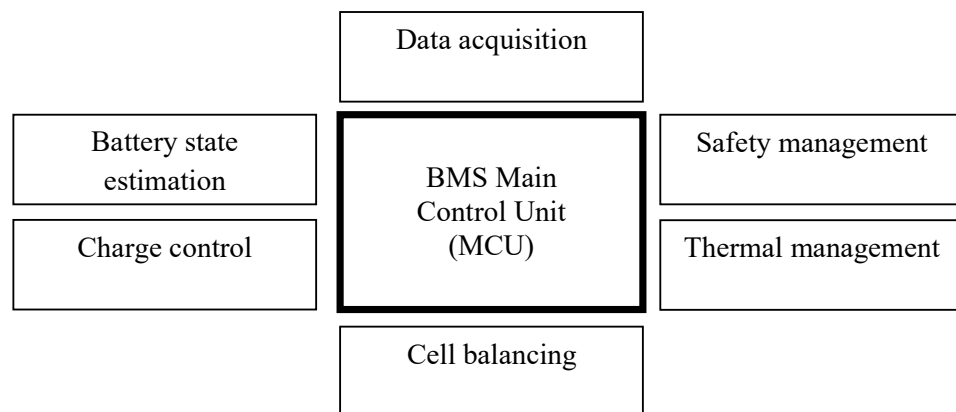 Data acquisition
Battery state
estimation
BMS Main
Control Unit
(MCU)
Safety management
Charge control
Thermal management
Cell balancing